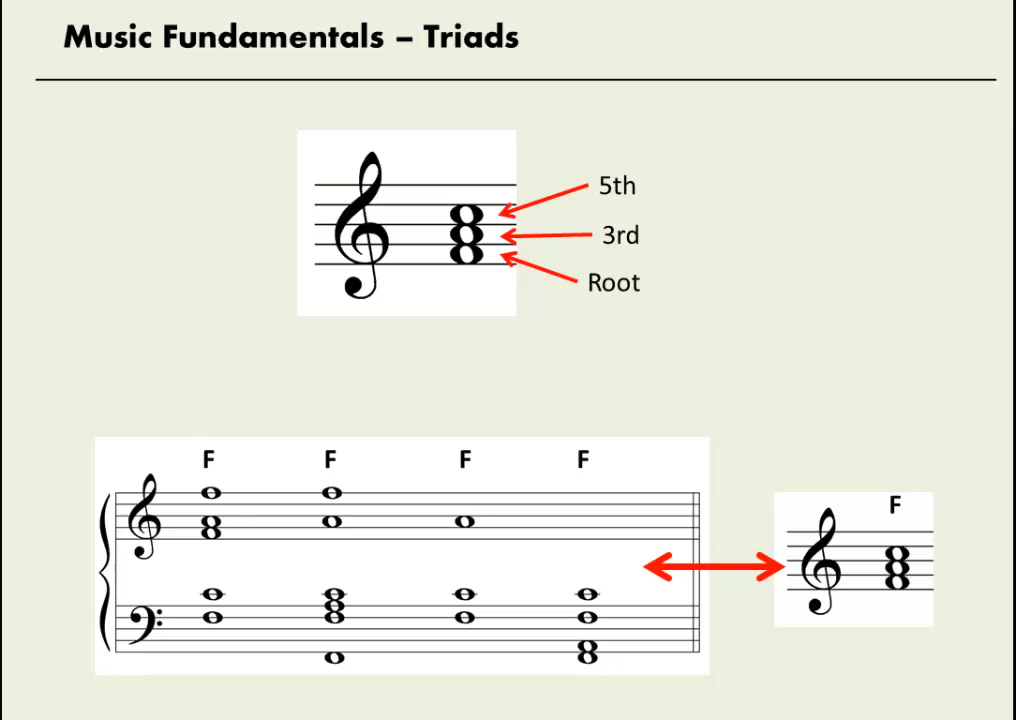 Music Fundamentals – Triads
5th
3rd
Root
F F F F
F